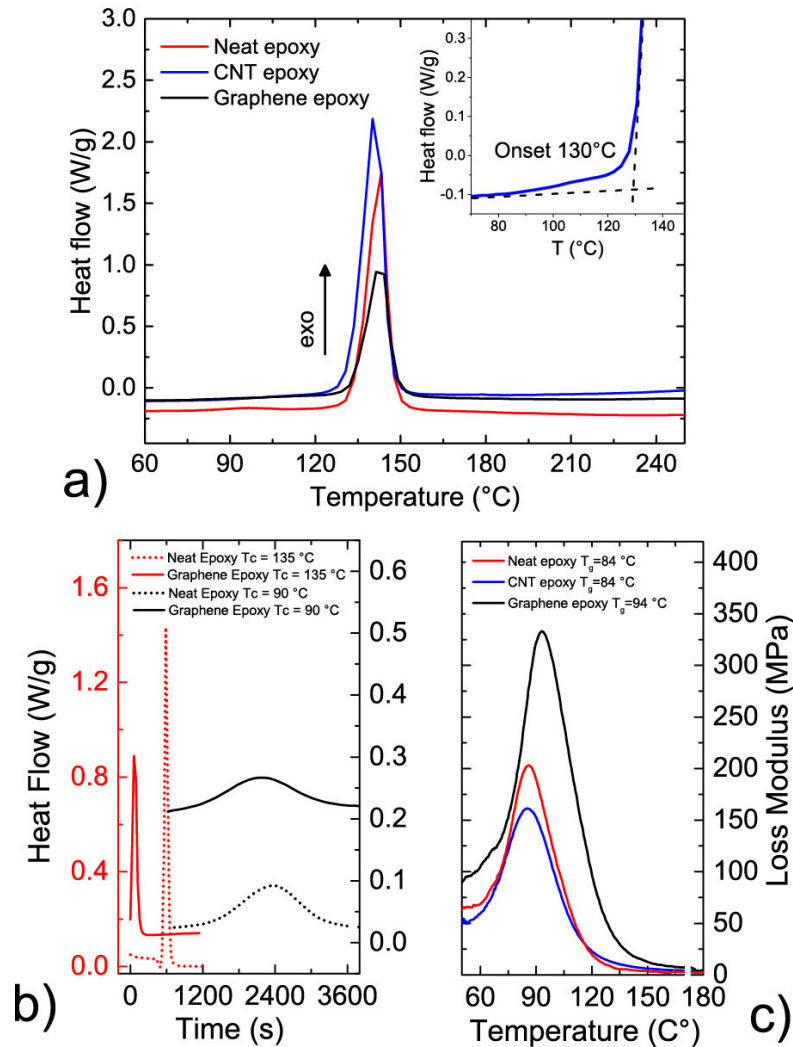 3.0
2.5
2.0
1.5
1.0
0.5
0.0
Heat flow (W/g)
Neat epoxy
CNT epoxy
Graphene epoxy
exo
60 90 120 150 180 210 240
Temperature (°C)
0.3
0.2
0.1
0.0
-0.1
Heat flow (W/g)
Onset 130°C
80 100 120 140
T (°C)
a)
1.6
1.2
0.8
0.4
0.0
Heat Flow (W/g)
Neat Epoxy Tc = 135 °C
Graphene Epoxy Tc = 135 °C
Neat Epoxy Tc = 90 °C
Graphene Epoxy Tc = 90 °C
0.6
0.5
0.4
0.3
0.2
0.1
0.0
0 1200 2400 3600
Time (s)
b)
Neat epoxy Tg=84 °C
CNT epoxy Tg=84 °C
Graphene epoxy Tg=94 °C
400
350
300
250
200
150
100
50
0
Loss Modulus (MPa)
60 90 120 150 180
Temperature (C°)
c)